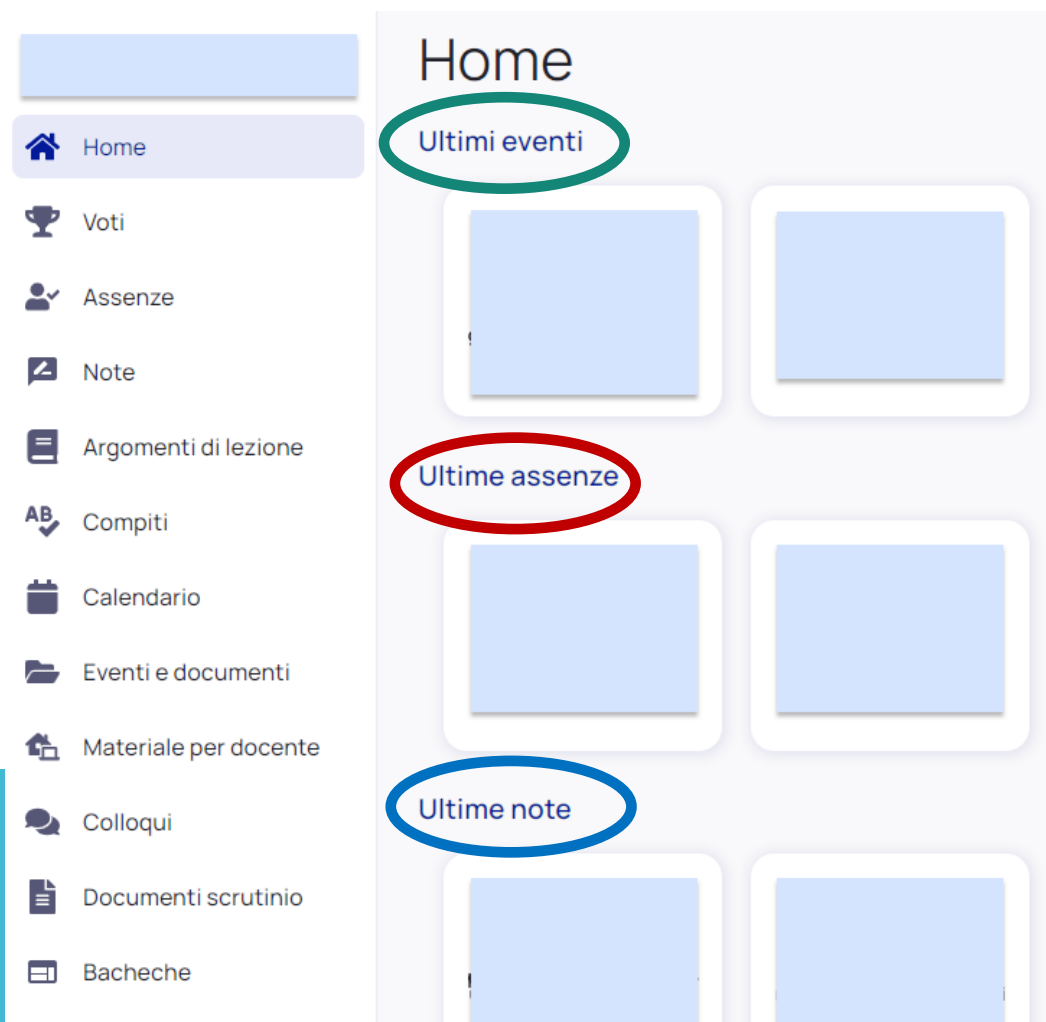 Home
Voti
Assenze
Note
Argomenti di lezione
AB
Compiti
Calendario
Eventi e documenti
Materiale per docente
Colloqui
Documenti scrutinio
Bacheche
Home
Ultimi eventi
Ultime assenze
Ultime note